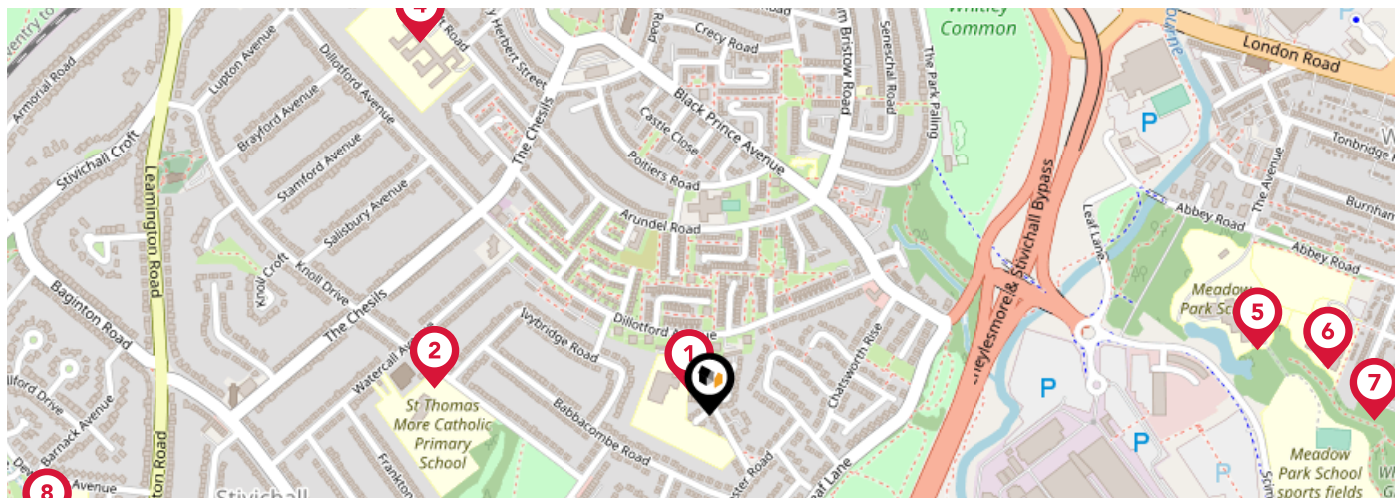 4
Whitley
Common
London Road
P
Crecy Road
Seneschal Road
The Park Paling
Bristow Road
Armorial Road
Lupton Avenue
Dillotford Avenue
Herbert Street
Brayford Avenue
Stamford Avenue
Salisbury Avenue
Stivichall Croft
Leamington Road
The Chesils
Castle Close
Black Prince Avenue
Poitiers Road
Arundel Road
P
Tonbridge
The Avenue
Abbey Road
Abbey Road
Leaf Lane
Cheylesmore & Stivichall Bypass
Knoll Croft
Knoll Drive
The Chesils
Baginton Road
Watercall
2
St Thomas
More Catholic
Primary
School
Ivybridge Road
Dillotford Avenue
1
Babbacombe Road
Chatsworth Rise
Leaf Lane
Meadow
Park
5
6
7
P
P
P
Meadow
Park School
sports fields
Barnack Avenue
Drive
Avenue
8
Stivichall